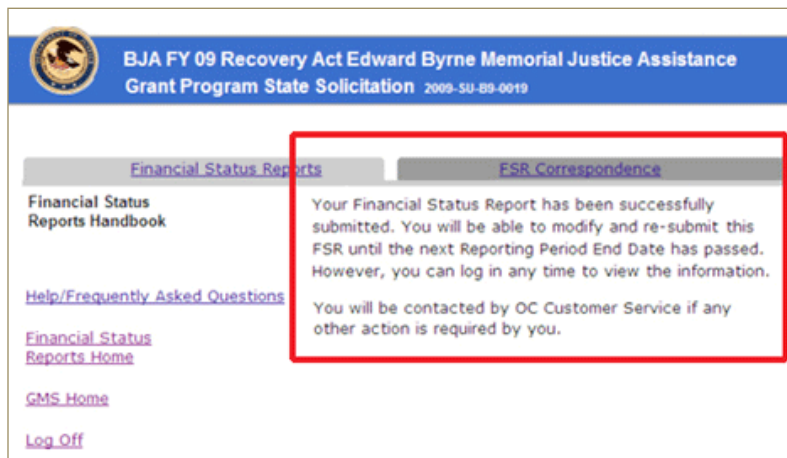 BJA FY 09 Recovery Act Edward Byrne Memorial Justice Assistance
Grant Program State Solicitation 2009-SU-B9-0019
Financial Status Reports
FSR Correspondence
Financial Status
Reports Handbook
Help/Frequently Asked Questions
Financial Status
Reports Home
GMS Home
Log Off
Your Financial Status Report has been successfully
submitted. You will be able to modify and re-submit this
FSR until the next Reporting Period End Date has passed.
However, you can log in any time to view the information.
You will be contacted by OC Customer Service if any
other action is required by you.